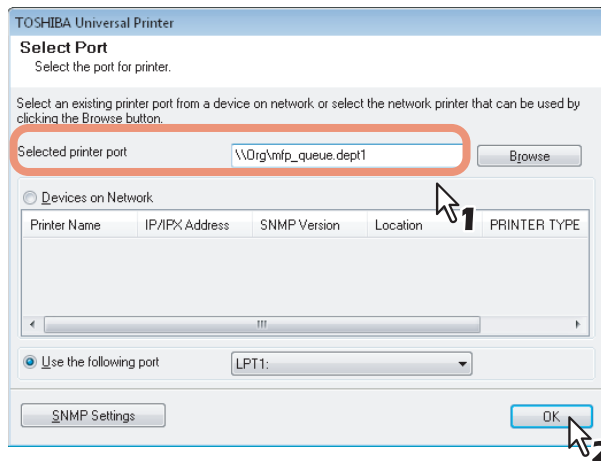 TOSHIBA Universal Printer
Select Port
Select the port for printer.
Select an existing printer port from a device on network or select the network printer that can be used by
clicking the Browse button.
Selected printer port \\Org\mfp_queue.dept1 Browse
1
Devices on Network
Printer Name IP/IPX Address SNMP Version Location PRINTER TYPE
Use the following port LPT1:
SNMP Settings OK
2